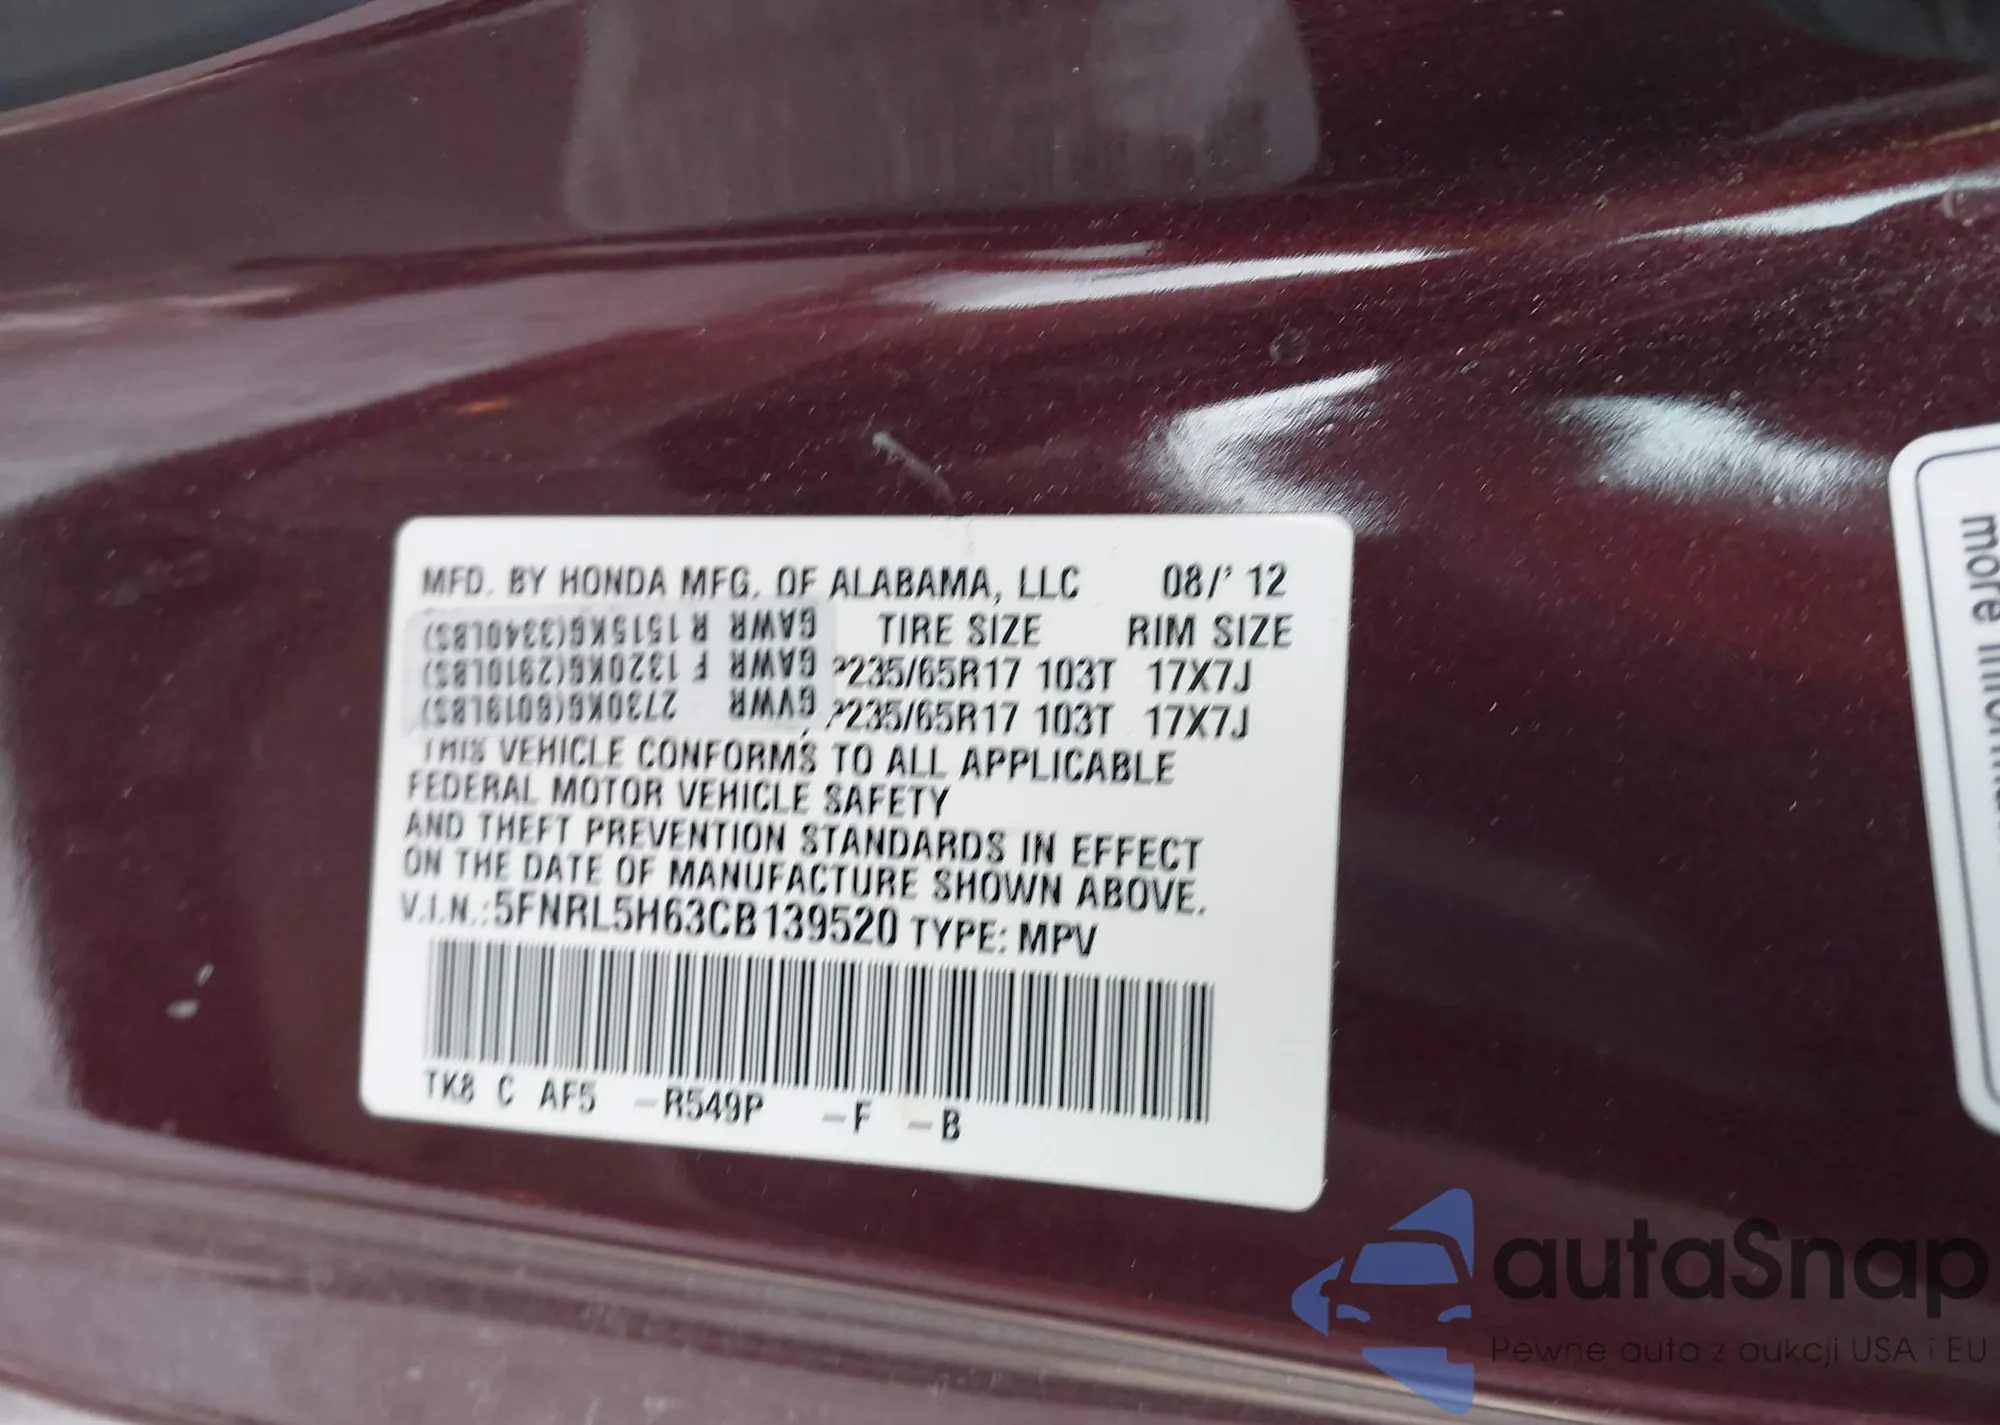 MFD. BY HONDA MFG. OF ALABAMA, LLC 08/' 12
GAWR R 1515KG(3340LBS) TIRE SIZE RIM SIZE
GAWR F 1320KG(2910LBS) P235/65R17 103T 17X7J
GVWR 2730KG(6019LBS) P235/65R17 103T 17X7J
THIS VEHICLE CONFORMS TO ALL APPLICABLE
FEDERAL MOTOR VEHICLE SAFETY
AND THEFT PREVENTION STANDARDS IN EFFECT
ON THE DATE OF MANUFACTURE SHOWN ABOVE.
V.I.N.:5FNRL5H63CB139520 TYPE: MPV
TK8 C AF5 -R549P -F -B
more
autaSnap
Pewne auta z aukcji USA i EU